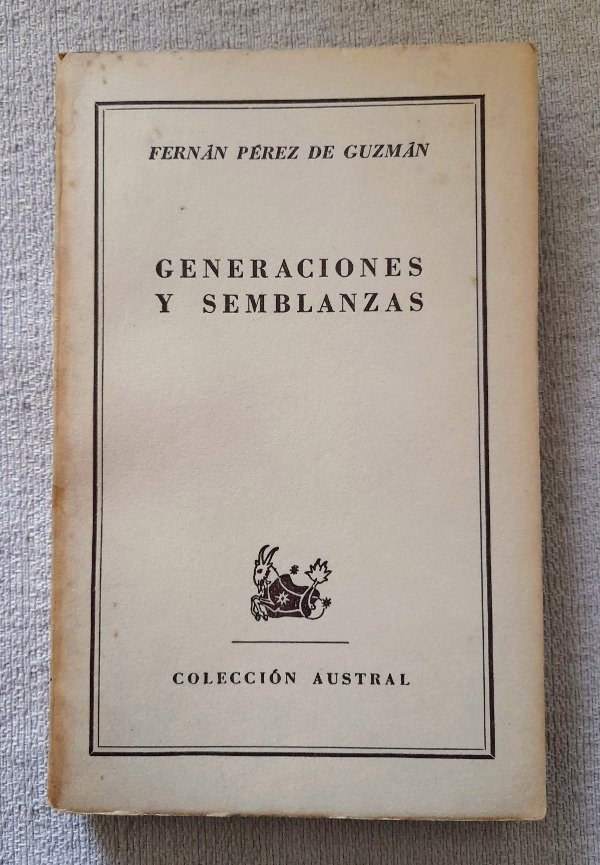 FERNÁN PÉREZ DE GUZMÁN
GENERACIONES
Y SEMBLANZAS
COLECCIÓN AUSTRAL